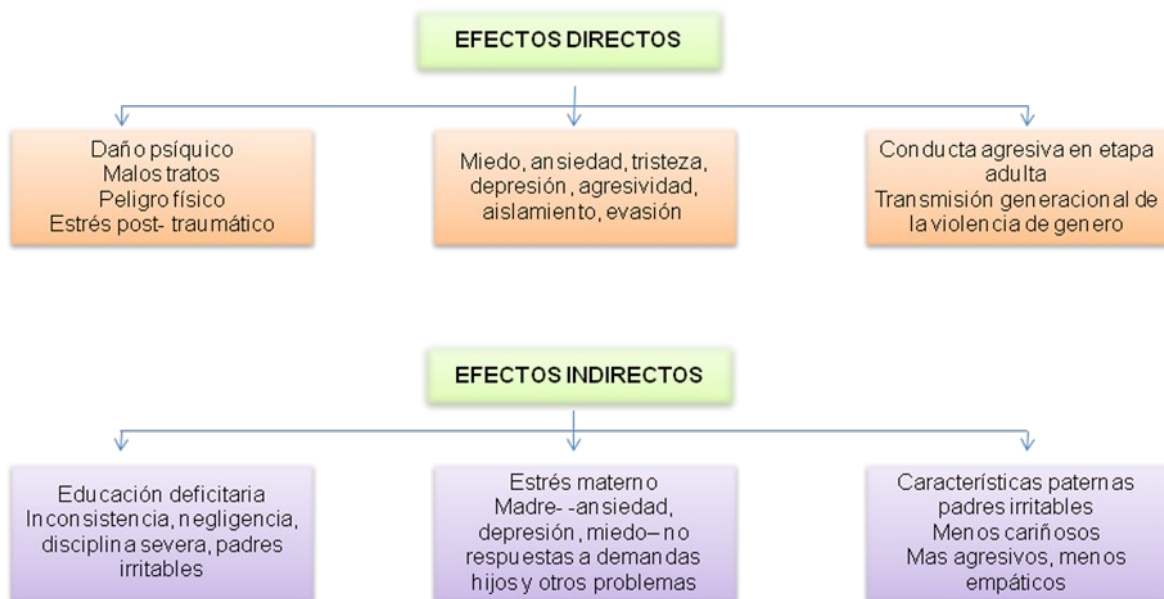 EFECTOS DIRECTOS
Daño psíquico
Malos tratos
Peligro físico
Estrés post- traumático
Miedo, ansiedad, tristeza,
depresión, agresividad,
aislamiento, evasión
Conducta agresiva en etapa
adulta
Transmisión generacional de
la violencia de genero
EFECTOS INDIRECTOS
Educación deficitaria
Inconsistencia, negligencia,
disciplina severa, padres
irritables
Estrés materno
Madre- -ansiedad,
depresión, miedo– no
respuestas a demandas
hijos y otros problemas
Características paternas
padres irritables
Menos cariñosos
Mas agresivos, menos
empáticos